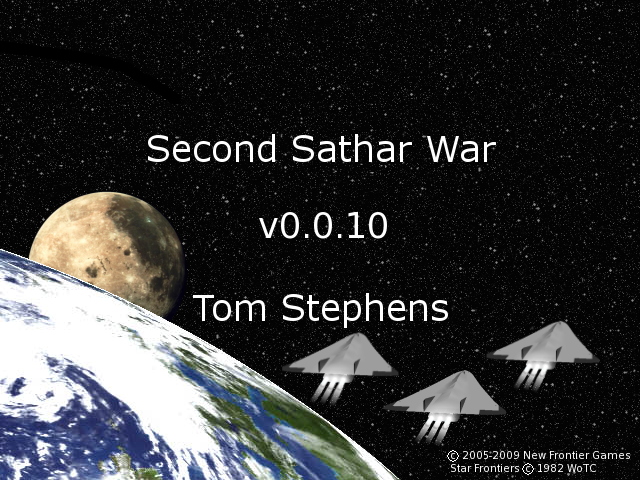 Second Sathar War
v0.0.10
Tom Stephens
© 2005-2009 New Frontier Games
Star Frontiers © 1982 WoTC